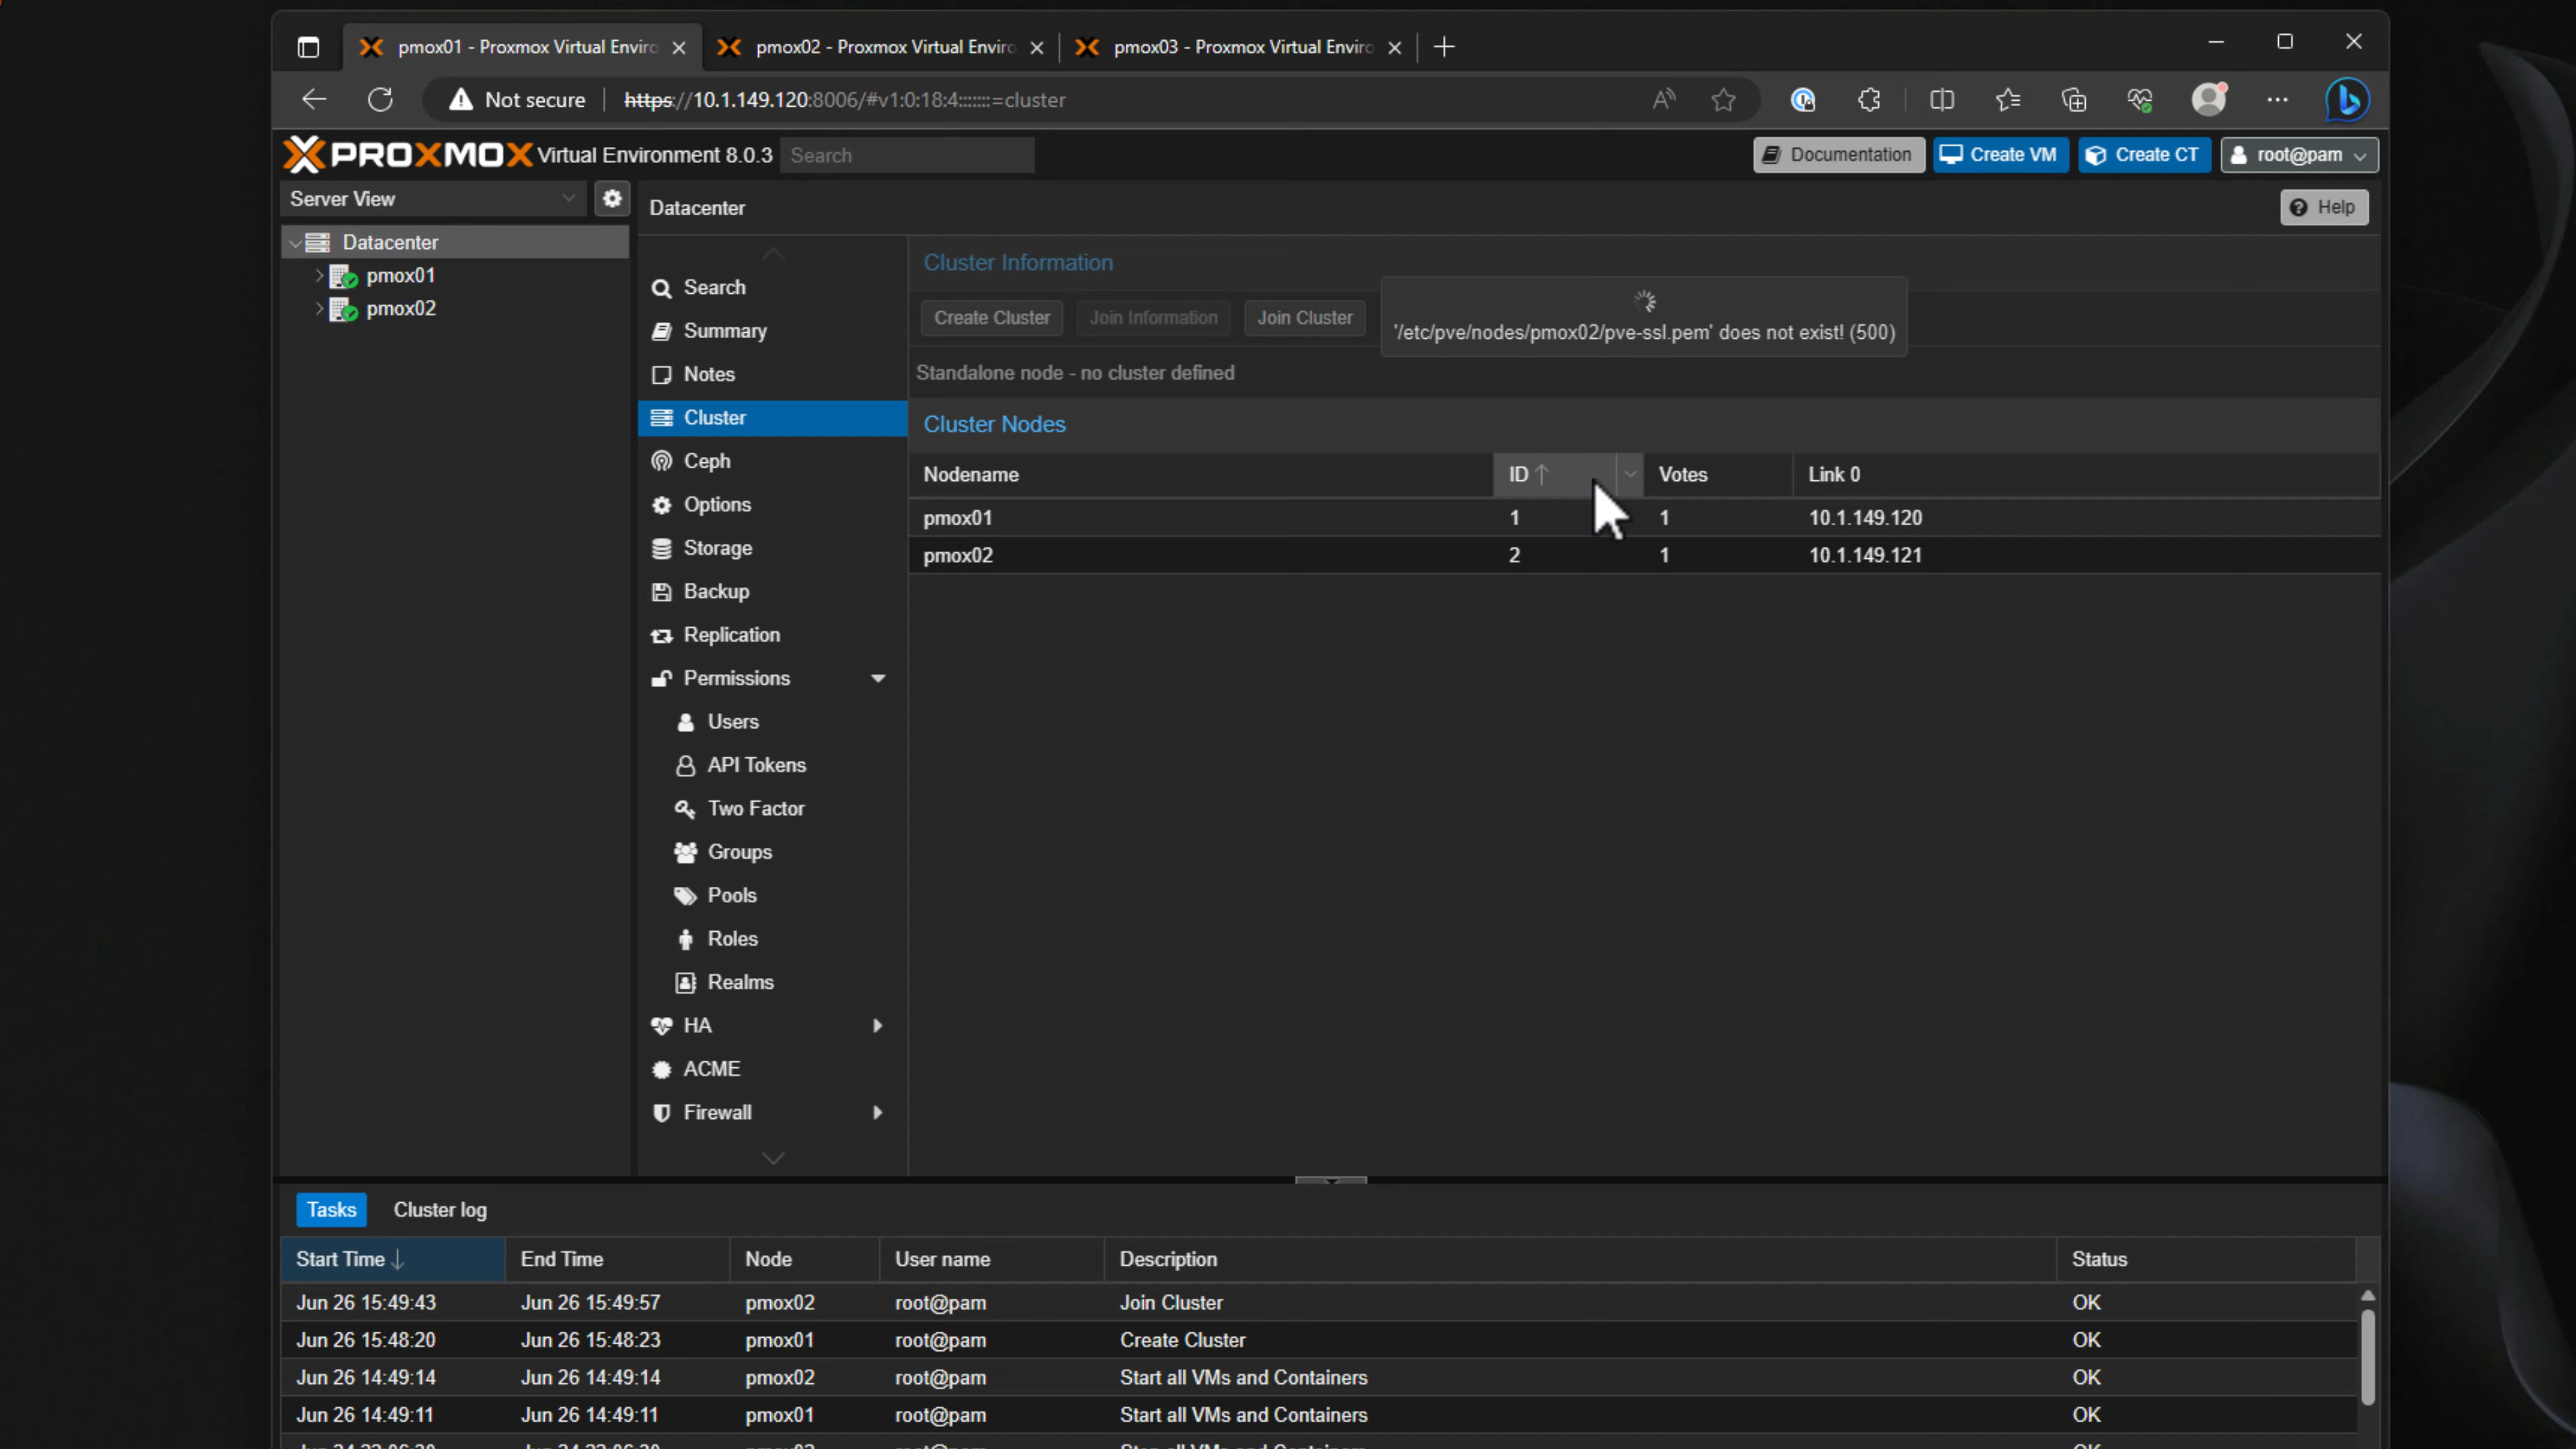 pmox01 - Proxmox Virtual Enviro
pmox02 - Proxmox Virtual Enviro
pmox03 - Proxmox Virtual Enviro
Not secure
https://10.1.149.120:8006/#v1:0:18:4:::::::=cluster
PROXMOX Virtual Environment 8.0.3
Search
Documentation
Create VM
Create CT
root@pam
Server View
Datacenter
Help
Datacenter
pmox01
pmox02
Search
Summary
Notes
Cluster
Ceph
Options
Storage
Backup
Replication
Permissions
Users
API Tokens
Two Factor
Groups
Pools
Roles
Realms
HA
ACME
Firewall
Cluster Information
Create Cluster
Join Information
Join Cluster
'/etc/pve/nodes/pmox02/pve-ssl.pem' does not exist! (500)
Standalone node - no cluster defined
Cluster Nodes
Nodename ID Votes Link 0
pmox01 1 1 10.1.149.120
pmox02 2 1 10.1.149.121
Tasks
Cluster log
Start Time End Time Node User name Description Status
Jun 26 15:49:43 Jun 26 15:49:57 pmox02 root@pam Join Cluster OK
Jun 26 15:48:20 Jun 26 15:48:23 pmox01 root@pam Create Cluster OK
Jun 26 14:49:14 Jun 26 14:49:14 pmox02 root@pam Start all VMs and Containers OK
Jun 26 14:49:11 Jun 26 14:49:11 pmox01 root@pam Start all VMs and Containers OK